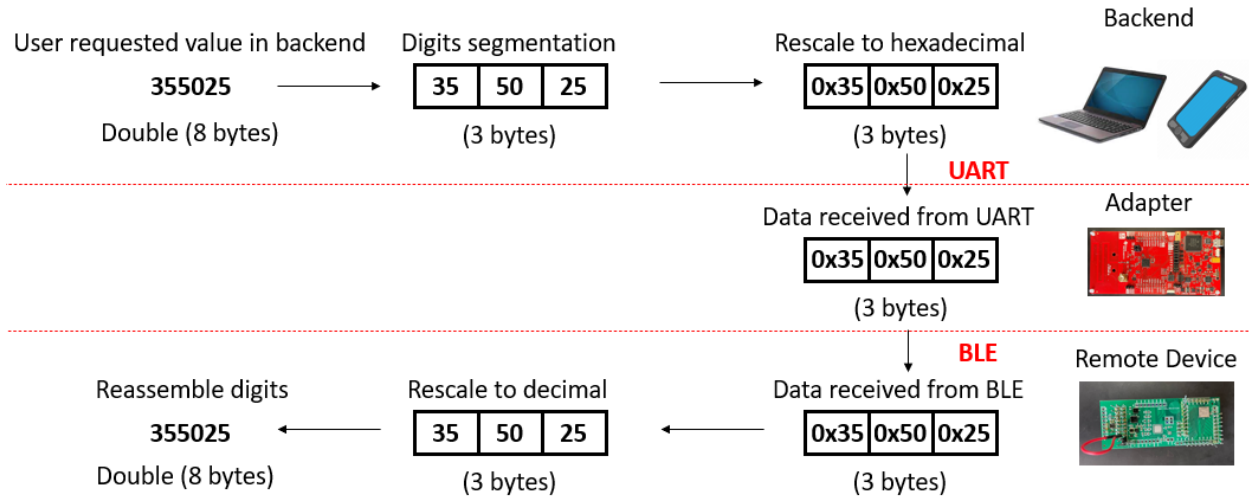 Backend
User requested value in backend
Digits segmentation
Rescale to hexadecimal
355025
35 50 25
0x35 0x50 0x25
Double (8 bytes)
(3 bytes)
(3 bytes)
UART
Data received from UART
Adapter
0x35 0x50 0x25
(3 bytes)
BLE
Remote Device
Reassemble digits
Rescale to decimal
Data received from BLE
355025
35 50 25
0x35 0x50 0x25
Double (8 bytes)
(3 bytes)
(3 bytes)